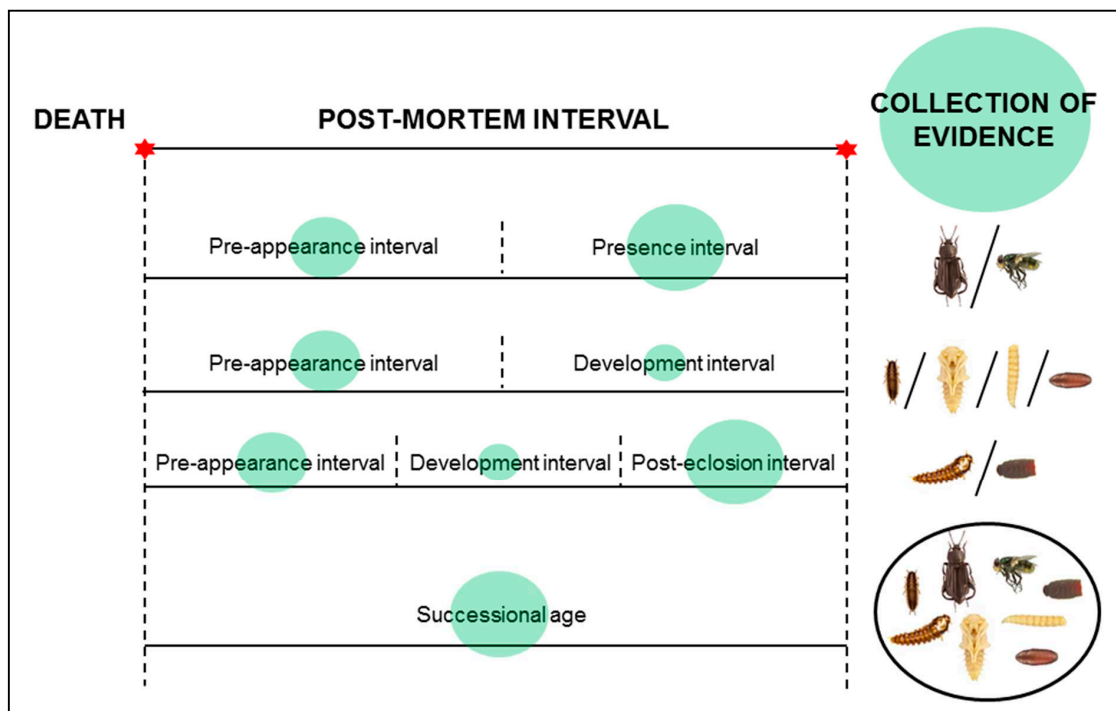 DEATH
POST-MORTEM INTERVAL
COLLECTION OF
EVIDENCE
Pre-appearance interval
Presence interval
Pre-appearance interval
Development interval
Pre-appearance interval
Development interval
Post-eclosion interval
Successional age